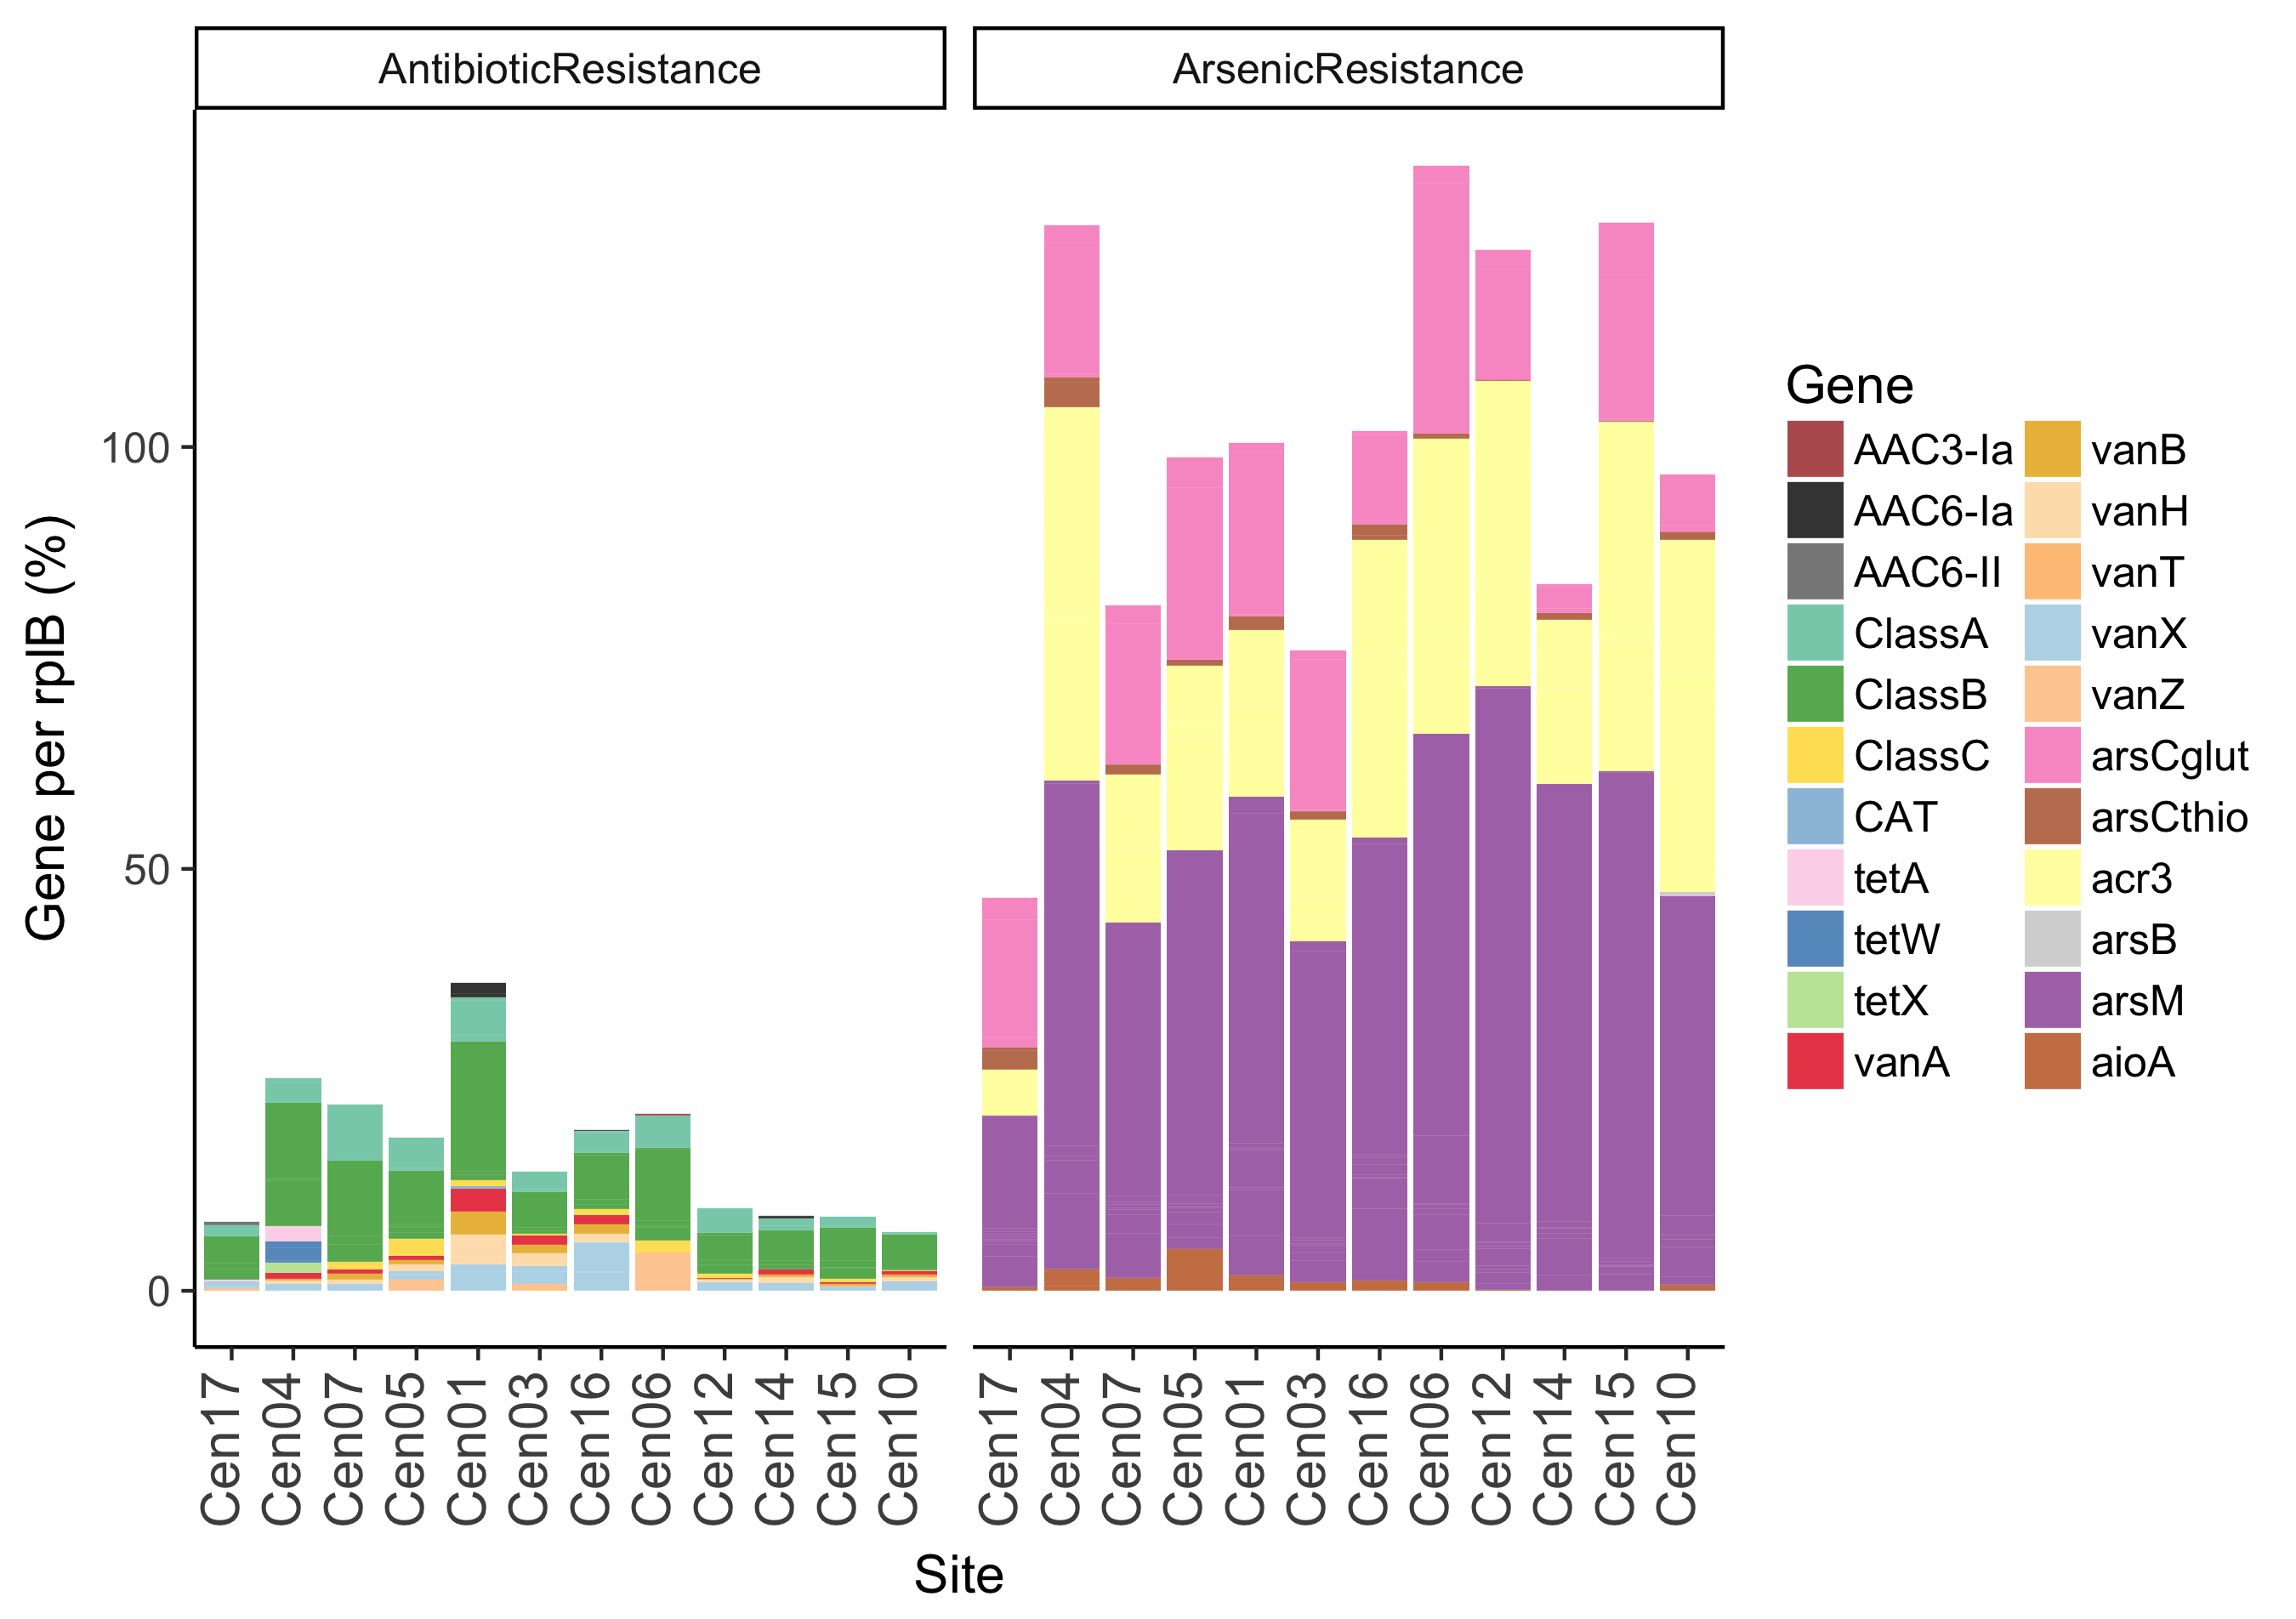 AntibioticResistance
ArsenicResistance
Gene per rplB (%)
100
50
0
Cen17
Cen04
Cen07
Cen05
Cen01
Cen03
Cen16
Cen06
Cen12
Cen14
Cen15
Cen10
Cen17
Cen04
Cen07
Cen05
Cen01
Cen03
Cen16
Cen06
Cen12
Cen14
Cen15
Cen10
Site
Gene
AAC3-Ia
AAC6-Ia
AAC6-II
ClassA
ClassB
ClassC
CAT
tetA
tetW
tetX
vanA
vanB
vanH
vanT
vanX
vanZ
arsCglut
arsCthio
acr3
arsB
arsM
aioA